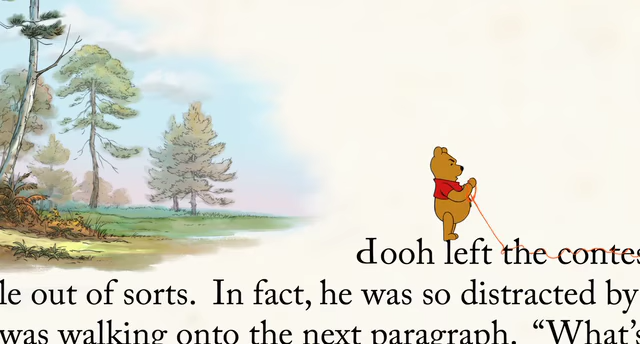 dooh left the contes
le out of sorts. In fact, he was so distracted by
was walking onto the next paragraph. “What’s